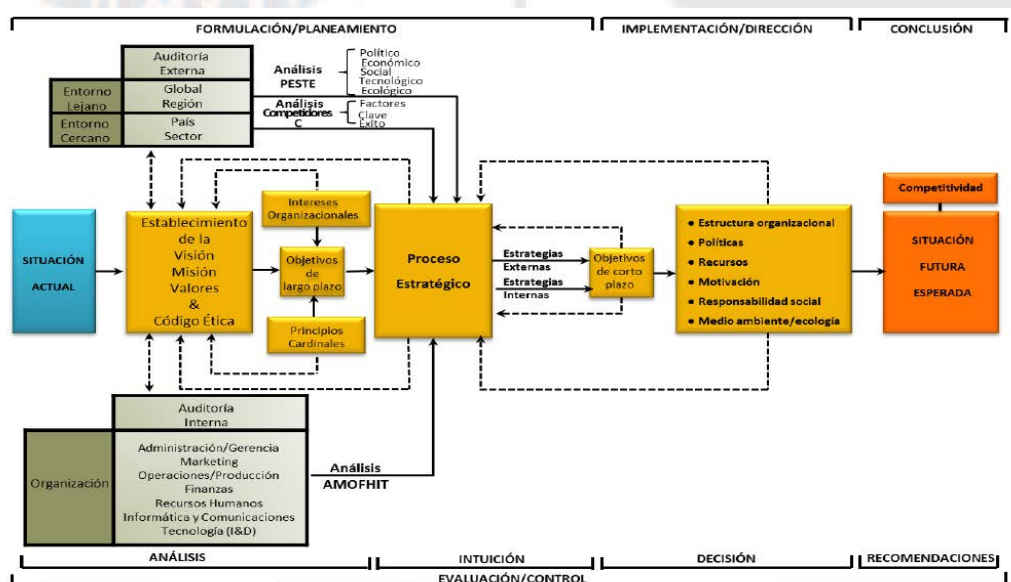 FORMULACIÓN/PLANEAMIENTO
IMPLEMENTACIÓN/DIRECCIÓN
CONCLUSIÓN
Auditoría
Externa
Entorno
Lejano
Global
Región
Entorno
Cercano
País
Sector
Análisis
PESTE
Político
Económico
Social
Tecnológico
Ecológico
Análisis
Competidores
C
Factores
Clave
Éxito
SITUACIÓN
ACTUAL
Establecimiento
de la
Visión
Misión
Valores
&
Código Ética
Intereses
Organizacionales
Objetivos
de
largo plazo
Principios
Cardinales
Proceso
Estratégico
Estrategias
Externas
Estrategias
Internas
Objetivos
de corto
plazo
• Estructura organizacional
• Políticas
• Recursos
• Motivación
• Responsabilidad social
• Medio ambiente/ecología
Competitividad
SITUACIÓN
FUTURA
ESPERADA
Auditoría
Interna
Organización
Administración/Gerencia
Marketing
Operaciones/Producción
Finanzas
Recursos Humanos
Informática y Comunicaciones
Tecnología (I&D)
Análisis
AMOFHIT
ANÁLISIS
INTUICIÓN
DECISIÓN
RECOMENDACIONES
EVALUACIÓN/CONTROL